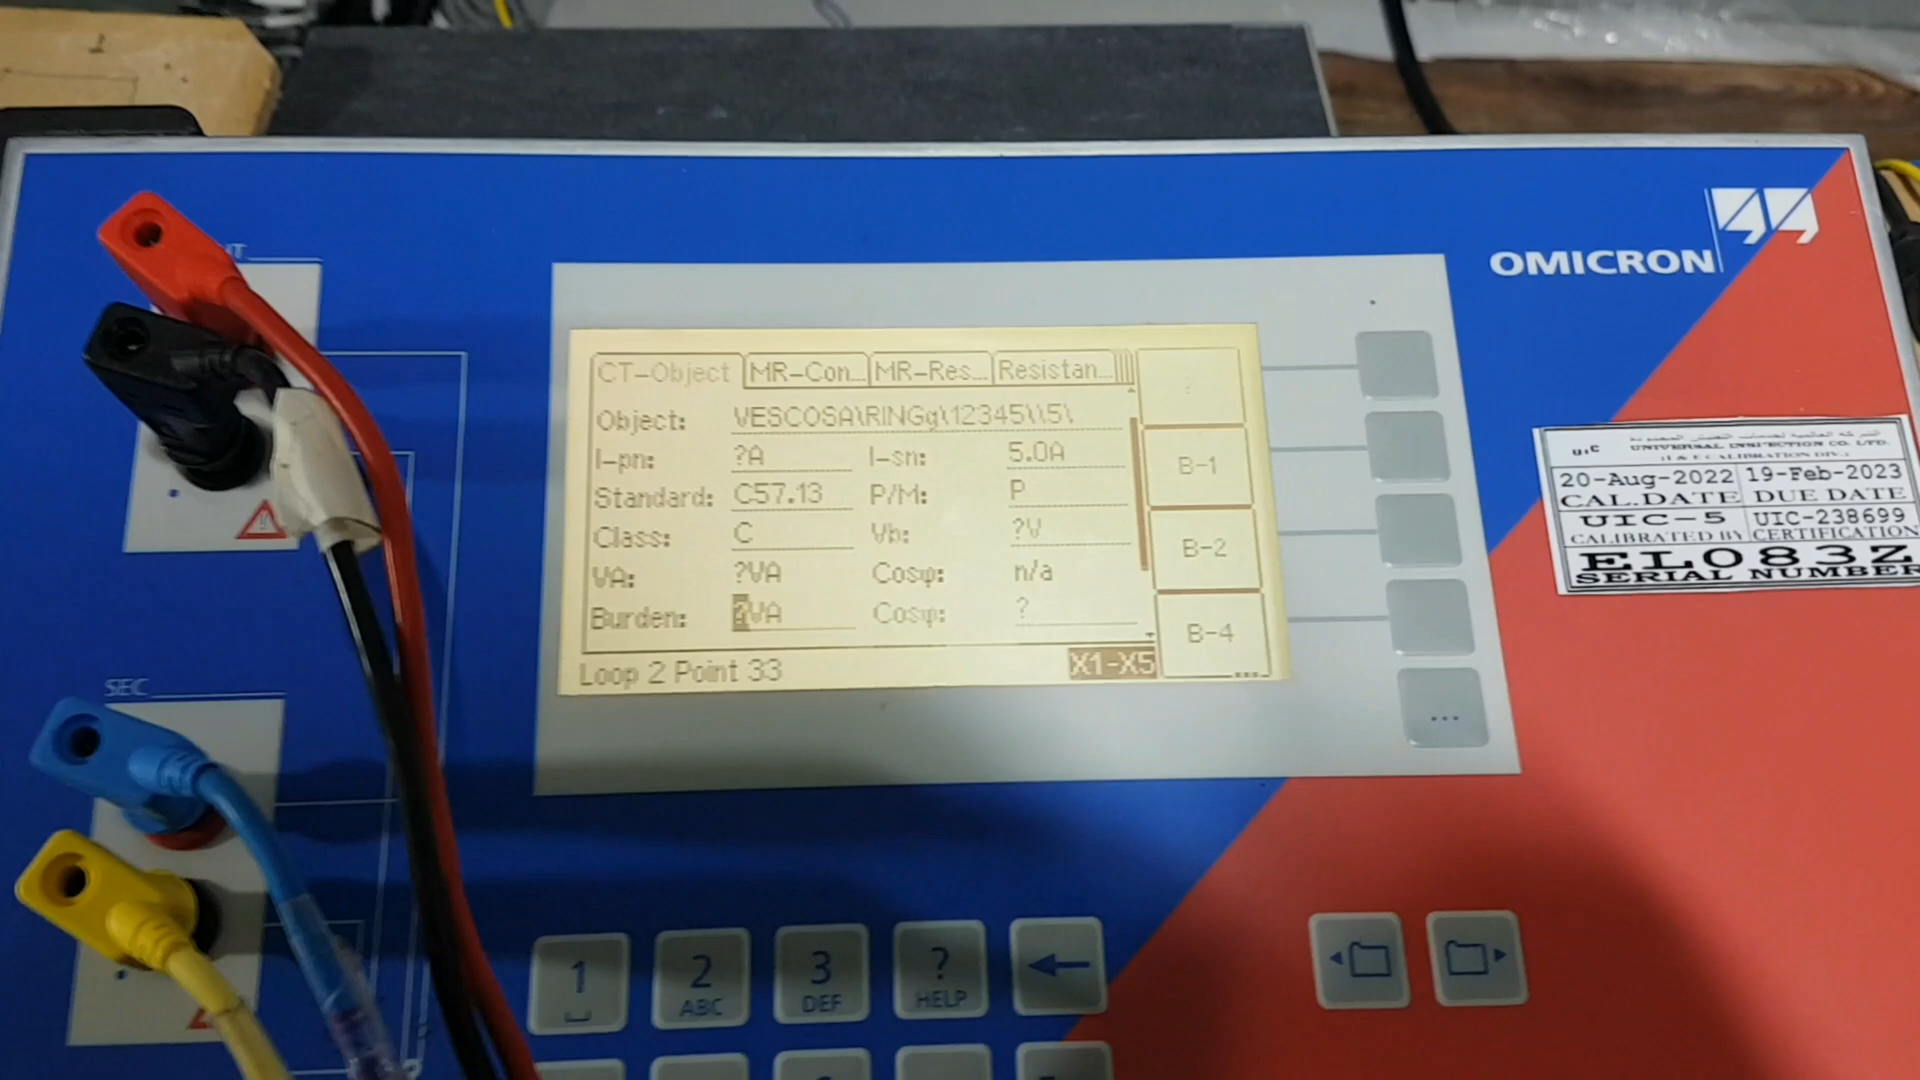 OMICRON
CT-Object MR-Con... MR-Res... Resistan...
?
Object: VESCOSA\RINGq\12345\\5\
I-pn: ?A I-sn: 5.0A
B-1
Standard: C57.13 P/M: P
Class: C Vb: ?V
B-2
VA: ?VA Cosφ: n/a
Burden: ?VA Cosφ: ?
B-4
Loop 2 Point 33 X1-X5
...
...
UIC
UNIVERSAL INSPECTION CO. LTD.
(I & E CALIBRATION DIV.)
20-Aug-2022 19-Feb-2023
CAL.DATE DUE DATE
UIC-5 UIC-238699
CALIBRATED BY CERTIFICATION
EL083Z
SERIAL NUMBER
SEC
1 2 3 ?
ABC DEF HELP